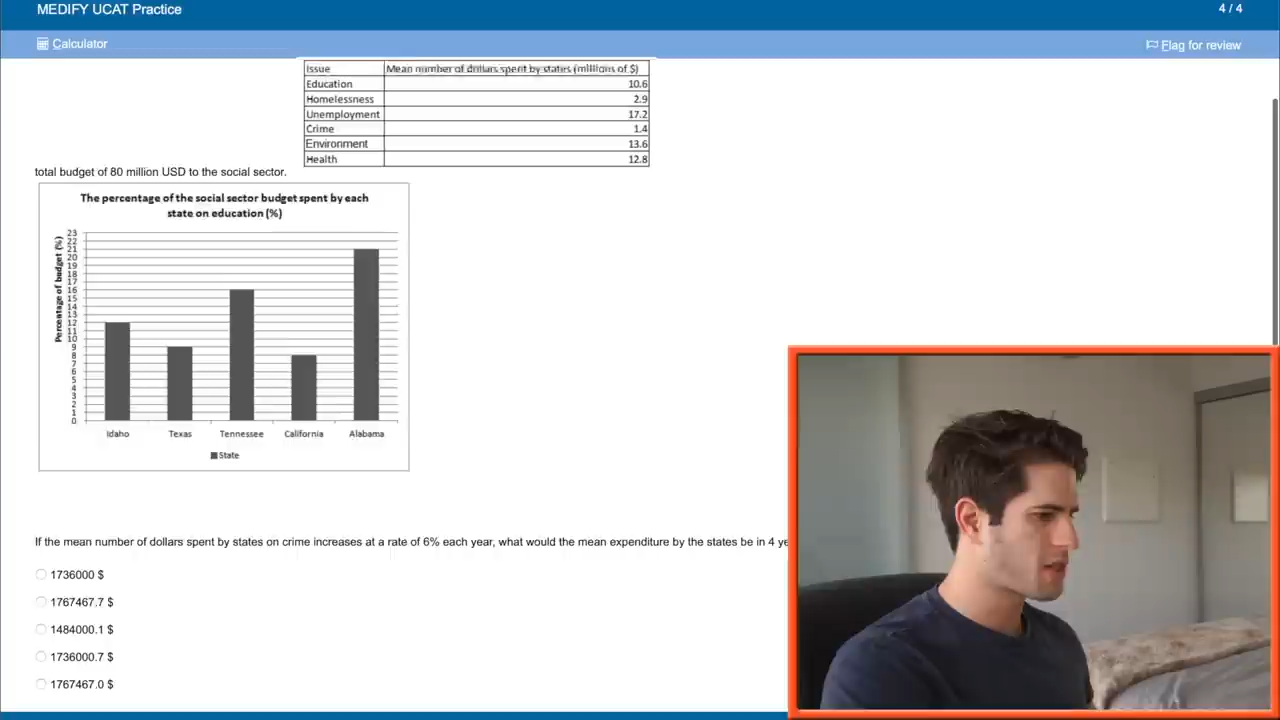 MEDIFY UCAT Practice
4 / 4
Calculator
Flag for review
Issue Mean number of dollars spent by states (millions of $)
Education 10.6
Homelessness 2.9
Unemployment 17.2
Crime 1.4
Environment 13.6
Health 12.8
total budget of 80 million USD to the social sector.
The percentage of the social sector budget spent by each
state on education (%)
Percentage of budget (%)
23
22
21
20
19
18
17
16
15
14
13
12
11
10
9
8
7
6
5
4
3
2
1
0
Idaho Texas Tennessee California Alabama
State
If the mean number of dollars spent by states on crime increases at a rate of 6% each year, what would the mean expenditure by the states be in 4 ye
1736000 $
1767467.7 $
1484000.1 $
1736000.7 $
1767467.0 $